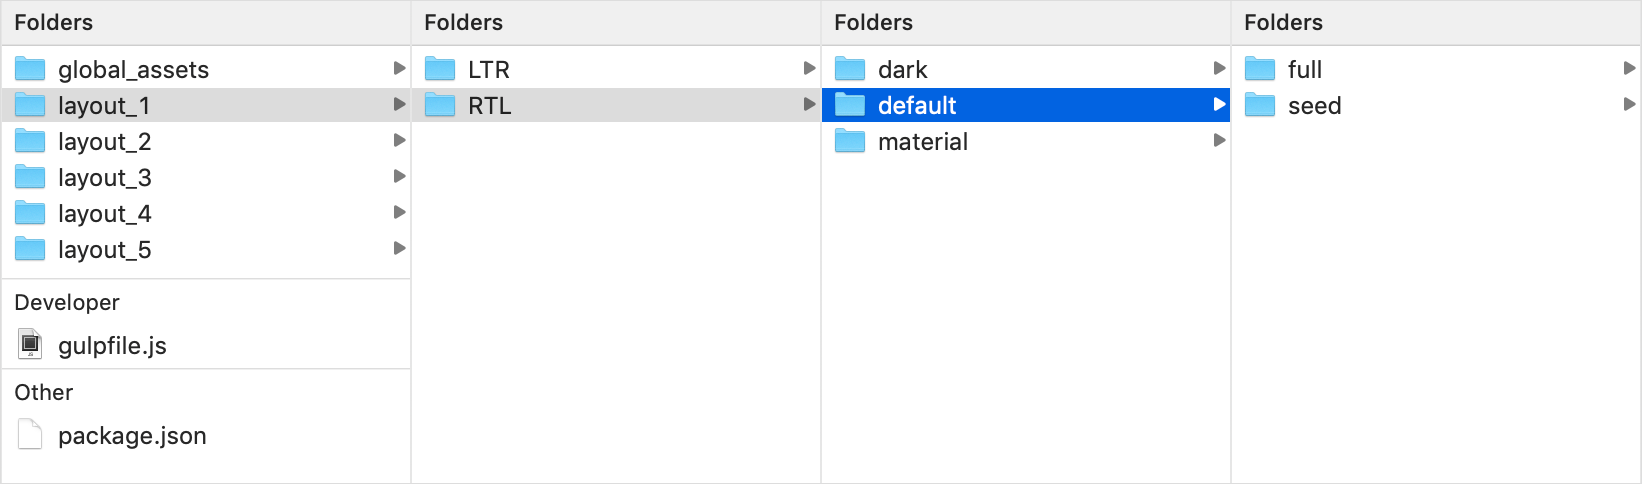 Folders
global_assets
layout_1
layout_2
layout_3
layout_4
layout_5
Developer
JS
gulpfile.js
Other
package.json
Folders
LTR
RTL
Folders
dark
default
material
Folders
full
seed